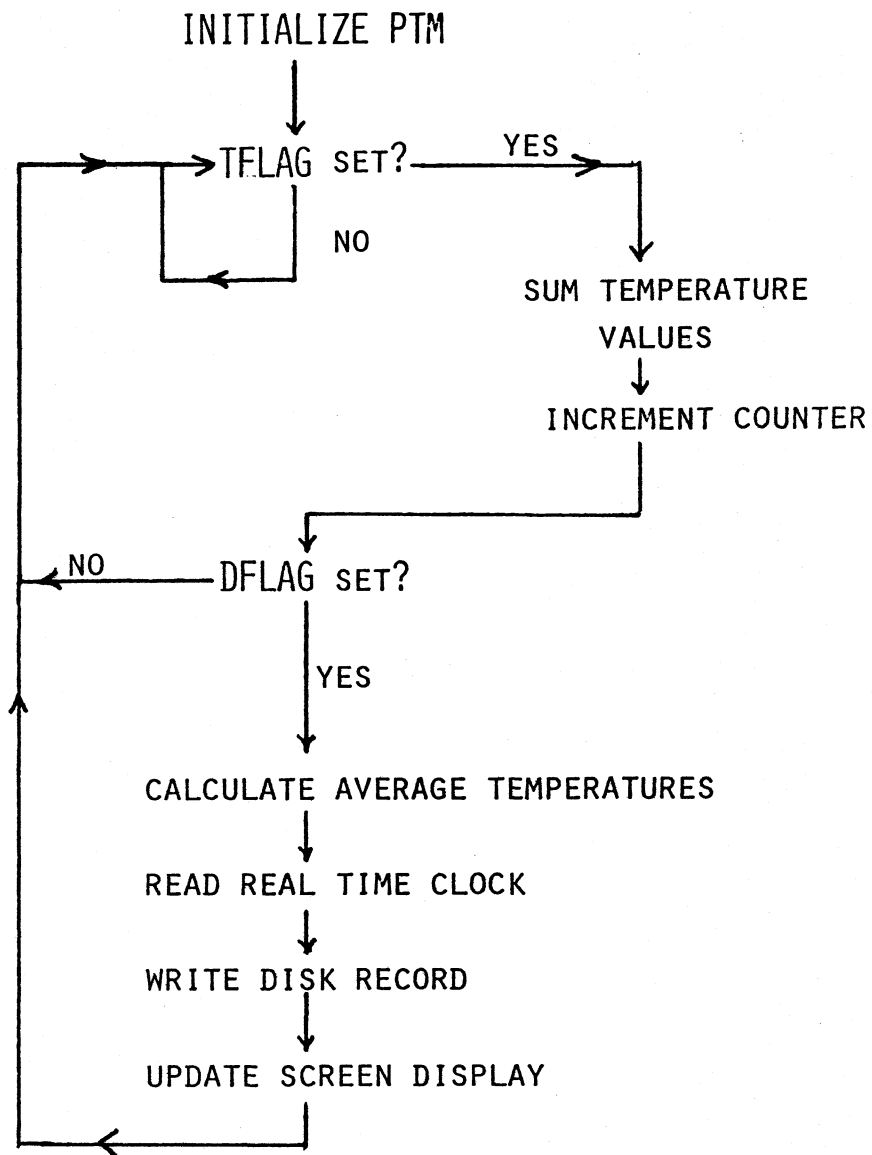 INITIALIZE PTM
TFLAG SET?
YES
NO
SUM TEMPERATURE
VALUES
INCREMENT COUNTER
NO
DFLAG SET?
YES
CALCULATE AVERAGE TEMPERATURES
READ REAL TIME CLOCK
WRITE DISK RECORD
UPDATE SCREEN DISPLAY